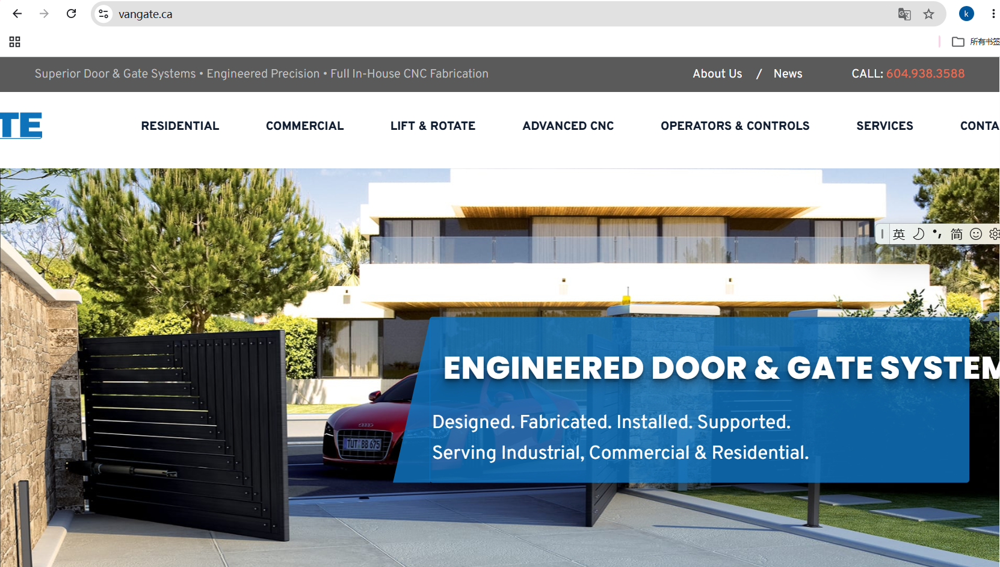 vangate.ca
所有书签
Superior Door & Gate Systems • Engineered Precision • Full In-House CNC Fabrication
About Us / News
CALL: 604.938.3588
TE
RESIDENTIAL COMMERCIAL LIFT & ROTATE ADVANCED CNC OPERATORS & CONTROLS SERVICES CONTA
英 简
ENGINEERED DOOR & GATE SYSTEM
Designed. Fabricated. Installed. Supported.
Serving Industrial, Commercial & Residential.
TUT BB 675
k